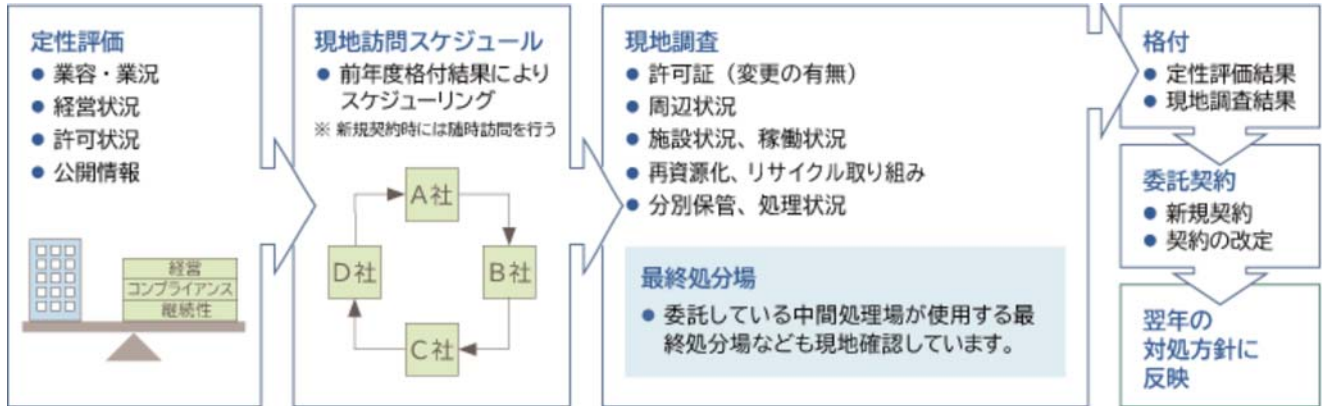 定性評価
● 業容・業況
● 経営状況
● 許可状況
● 公開情報
経営
コンプライアンス
継続性
現地訪問スケジュール
● 前年度格付結果により
スケジューリング
※ 新規契約時には随時訪問を行う
A社
B社
C社
D社
現地調査
● 許可証（変更の有無）
● 周辺状況
● 施設状況、稼働状況
● 再資源化、リサイクル取り組み
● 分別保管、処理状況
最終処分場
● 委託している中間処理場が使用する最
終処分場なども現地確認しています。
格付
● 定性評価結果
● 現地調査結果
委託契約
● 新規契約
● 契約の改定
翌年の
対処方針に
反映